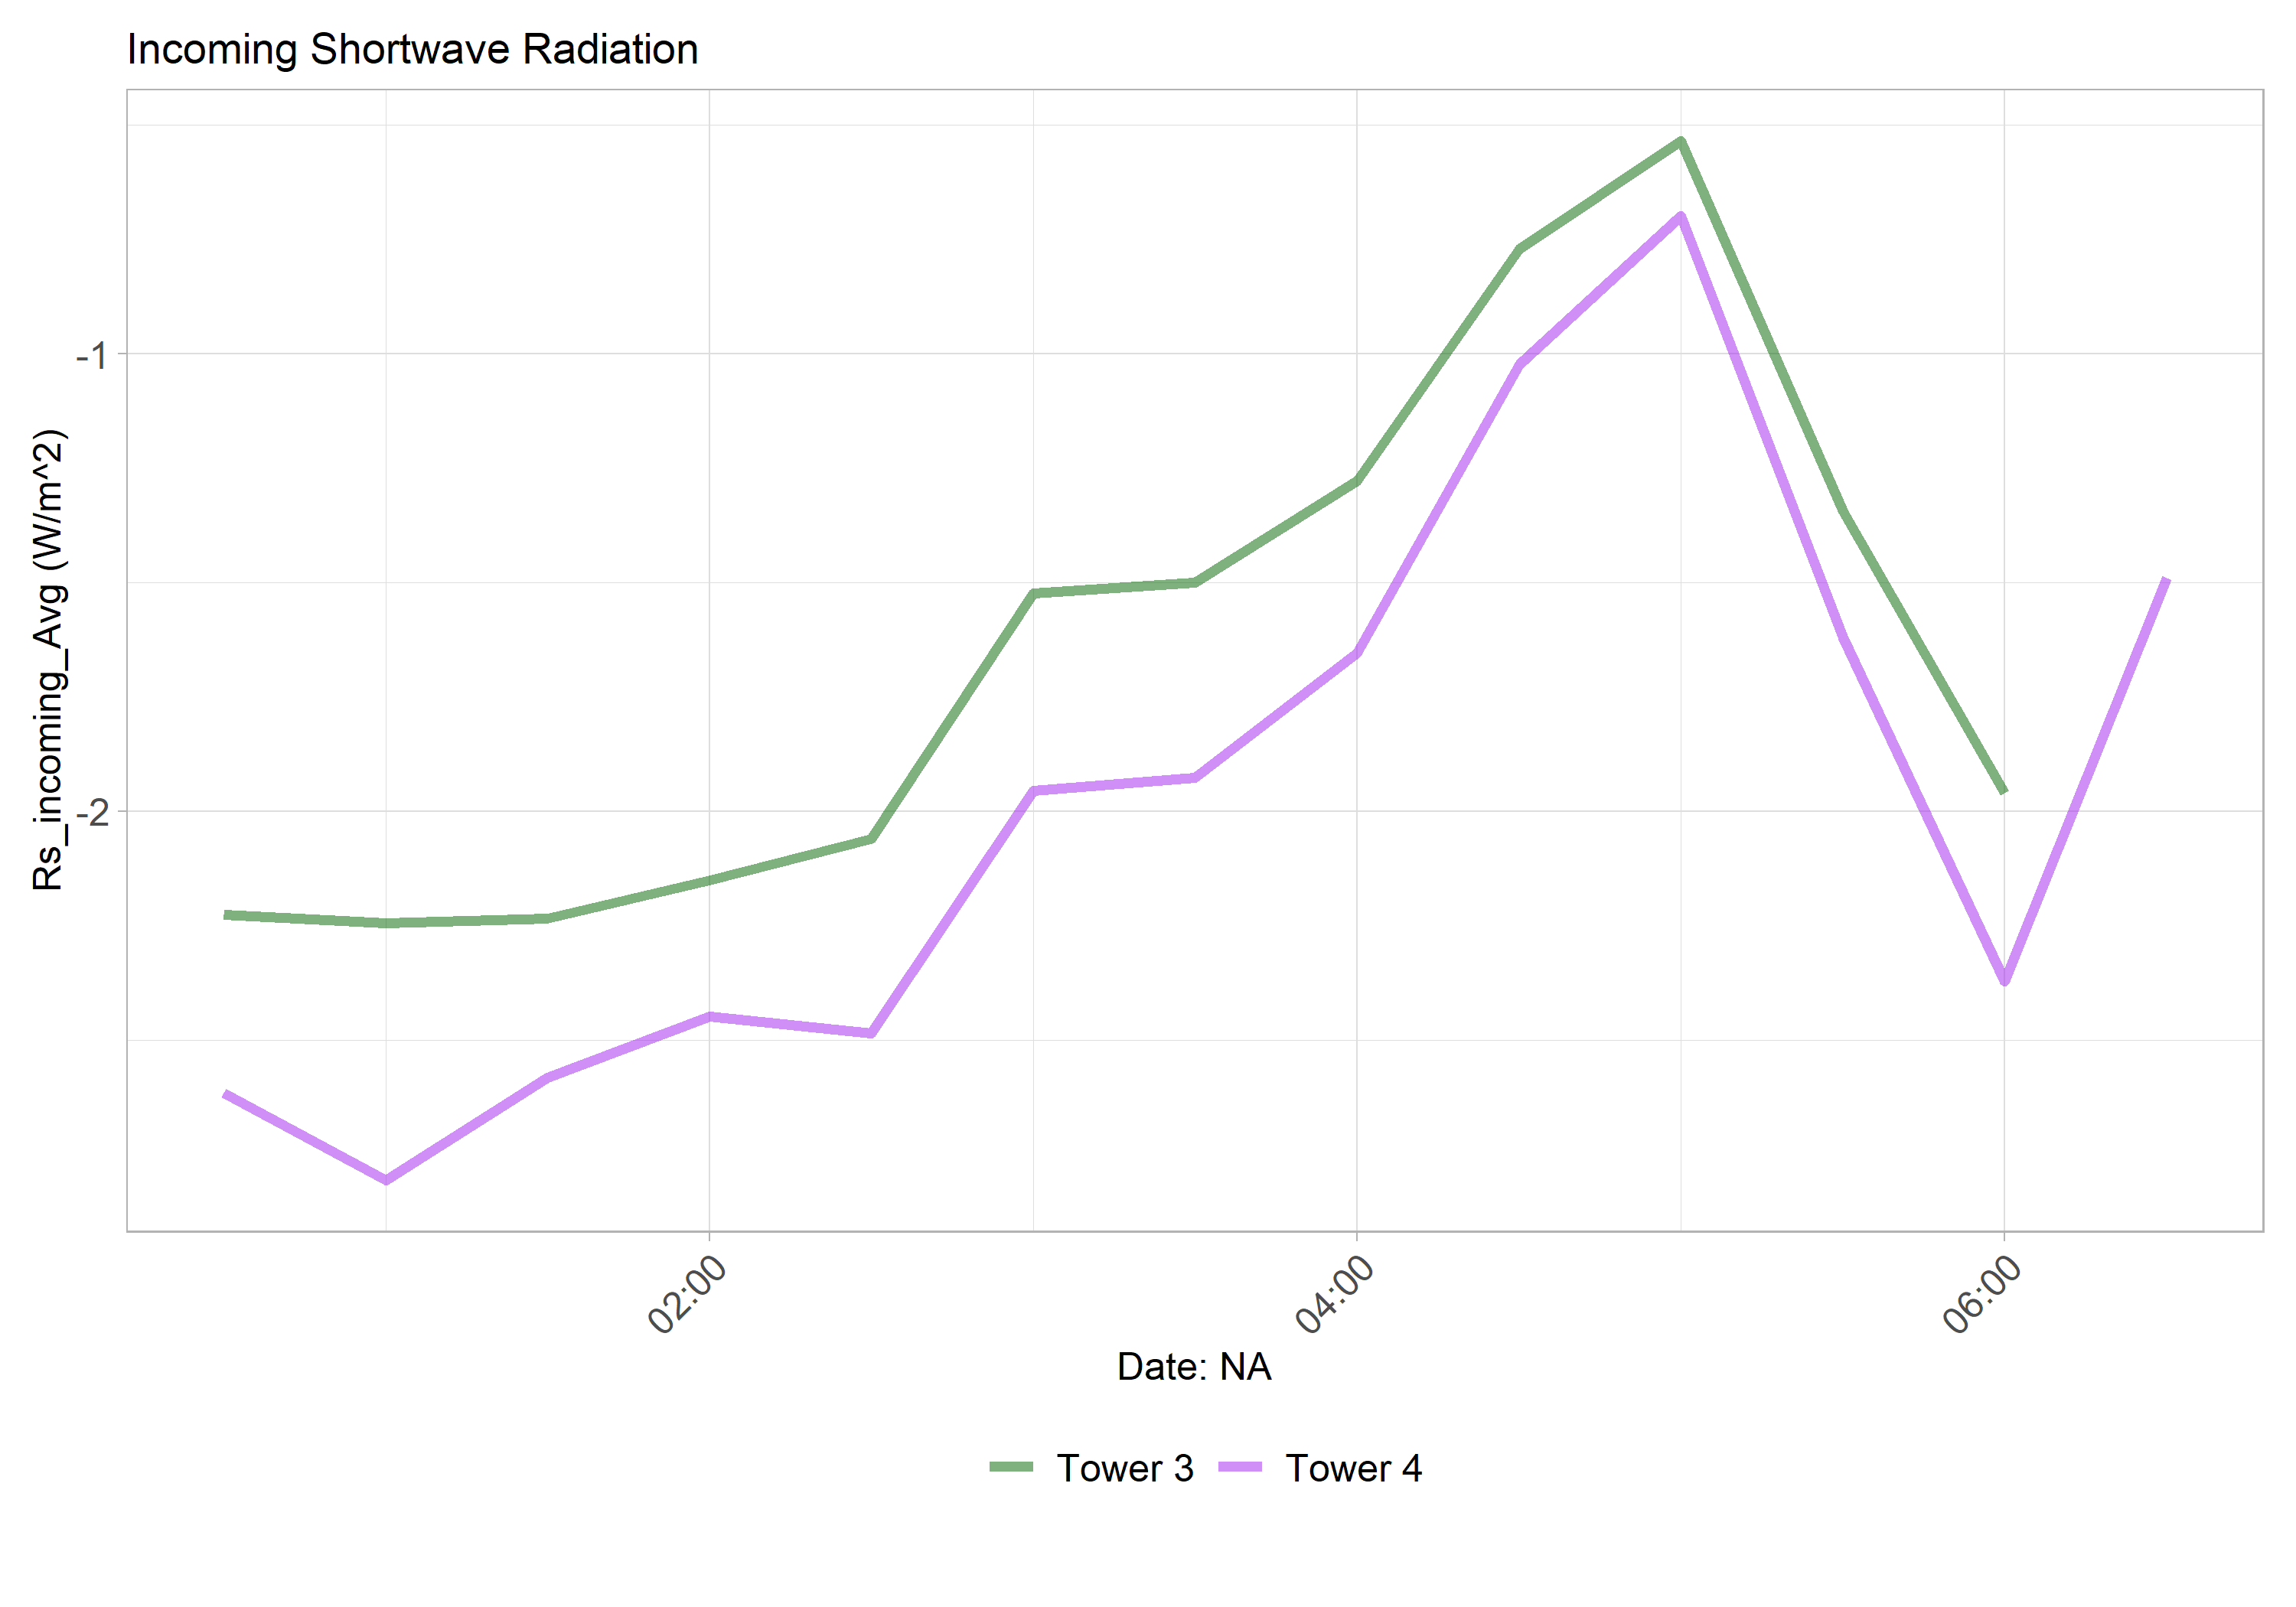 Incoming Shortwave Radiation
Rs_incoming_Avg (W/m^2)
-1
-2
02:00
04:00
06:00
Date: NA
Tower 3
Tower 4